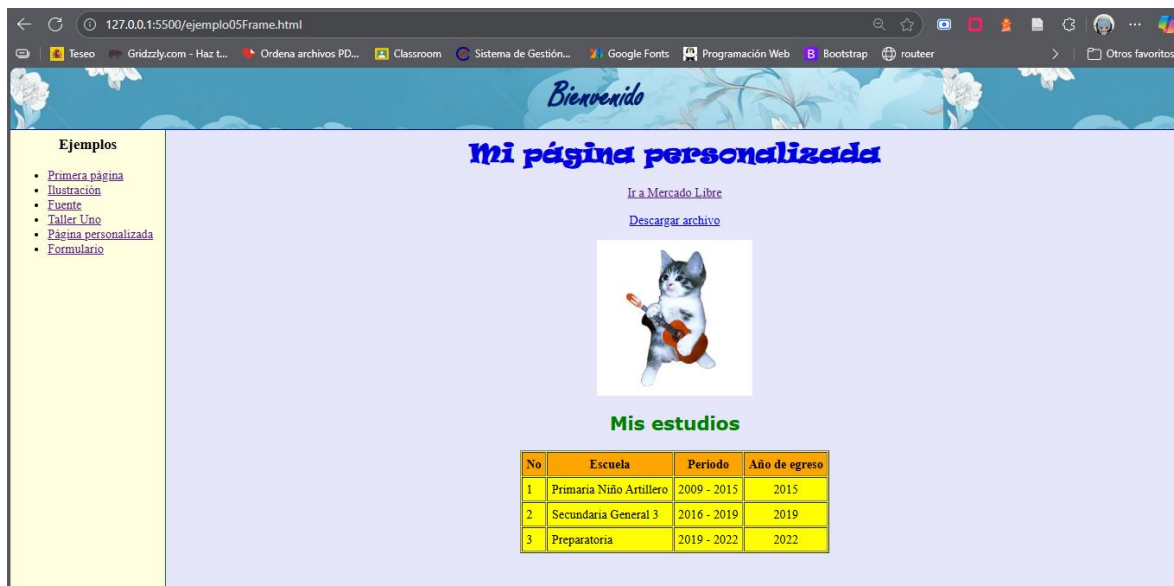 127.0.0.1:5500/ejemplo05Frame.html
Teseo Gridzzly.com - Haz t... Ordena archivos PD... Classroom Sistema de Gestión... Google Fonts Programación Web B Bootstrap routeer Otros favoritos
Bienvenido
Ejemplos
Primera página
Ilustración
Fuente
Taller Uno
Página personalizada
Formulario
Mi página personalizada
Ir a Mercado Libre
Descargar archivo
Mis estudios
No Escuela Periodo Año de egreso
1 Primaria Niño Artillero 2009 - 2015 2015
2 Secundaria General 3 2016 - 2019 2019
3 Preparatoria 2019 - 2022 2022